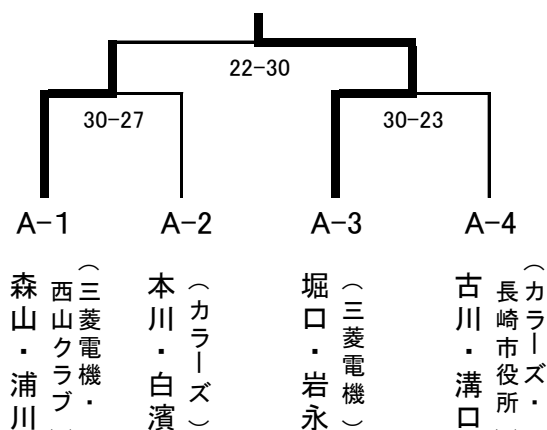 22-30
30-27
30-23
A-1
A-2
A-3
A-4
森山・浦川
（三菱電機・
西山クラブ）
本川・白濱
（カラーズ）
堀口・岩永
（三菱電機）
古川・溝口
（カラーズ・
長崎市役所）